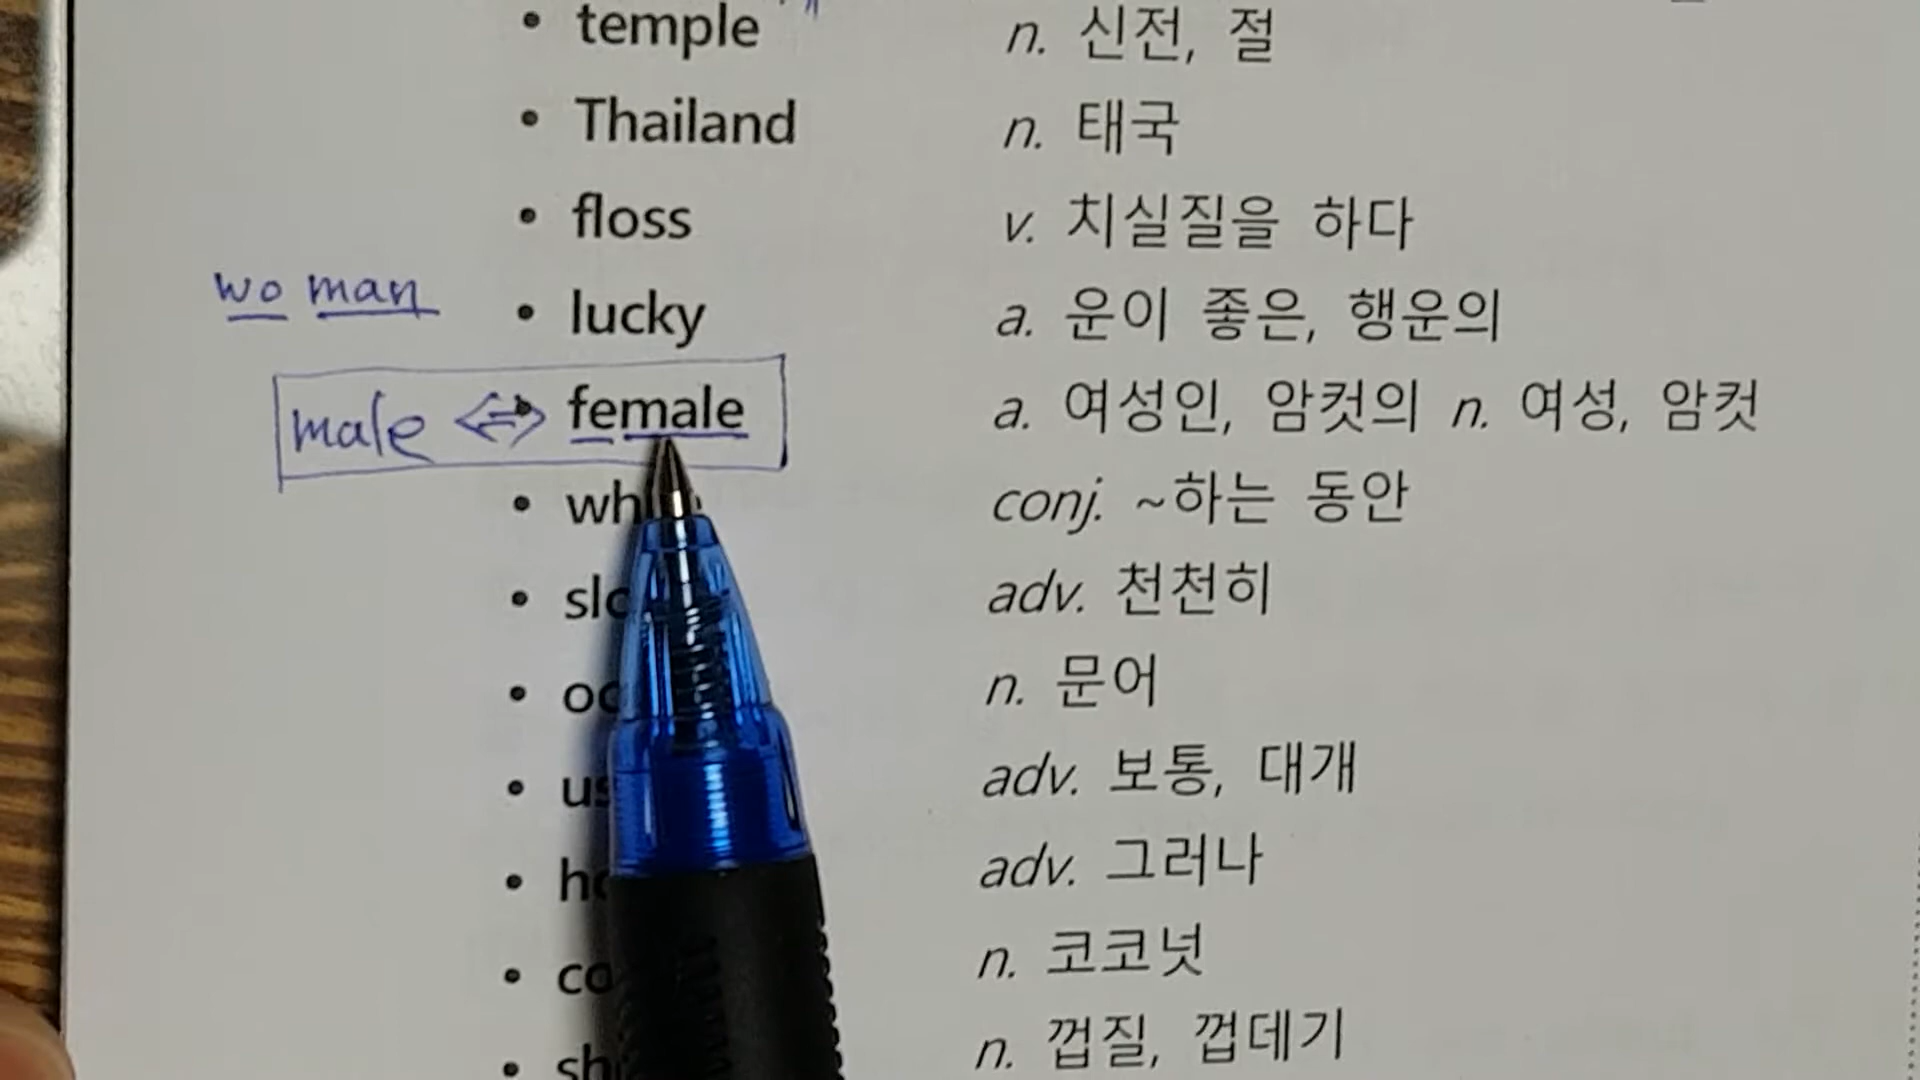 temple n. 신전, 절
Thailand n. 태국
floss v. 치실질을 하다
wo man
lucky a. 운이 좋은, 행운의
male ⇔ female a. 여성인, 암컷의 n. 여성, 암컷
conj. ~하는 동안
adv. 천천히
n. 문어
adv. 보통, 대개
adv. 그러나
n. 코코넛
n. 껍질, 껍데기